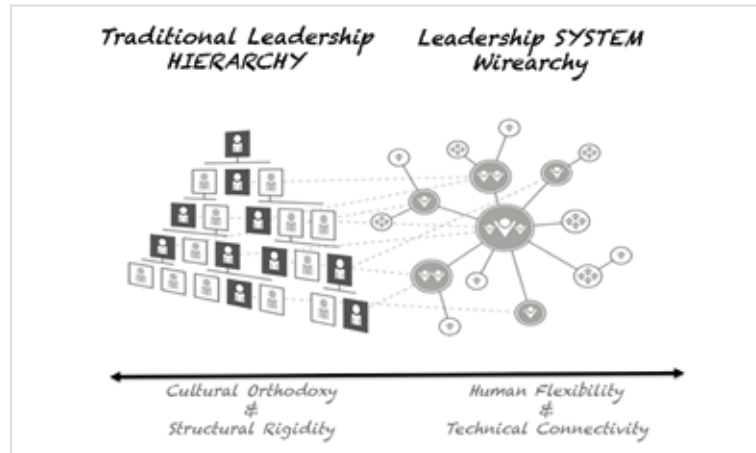 Traditional Leadership
HIERARCHY
Leadership SYSTEM
Wirearchy
Cultural Orthodoxy
&
Structural Rigidity
Human Flexibility
&
Technical Connectivity